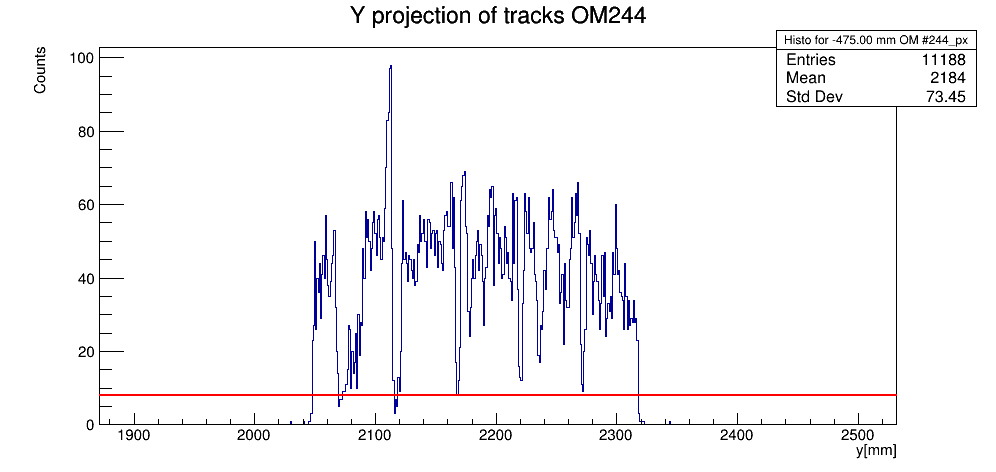 Y projection of tracks OM244
Histo for -475.00 mm OM #244_px
Entries 11188
Mean 2184
Std Dev 73.45
Counts
100
80
60
40
20
0
1900 2000 2100 2200 2300 2400 2500
y[mm]